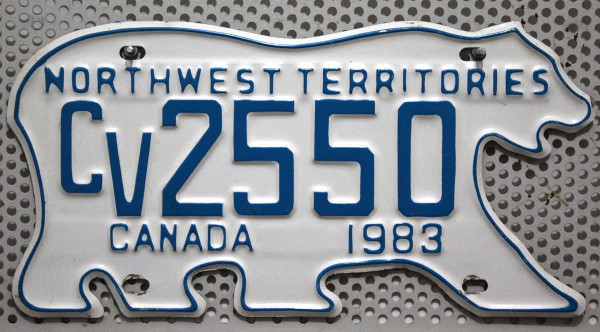 NORTHWEST TERRITORIES
CV2550
CANADA 1983